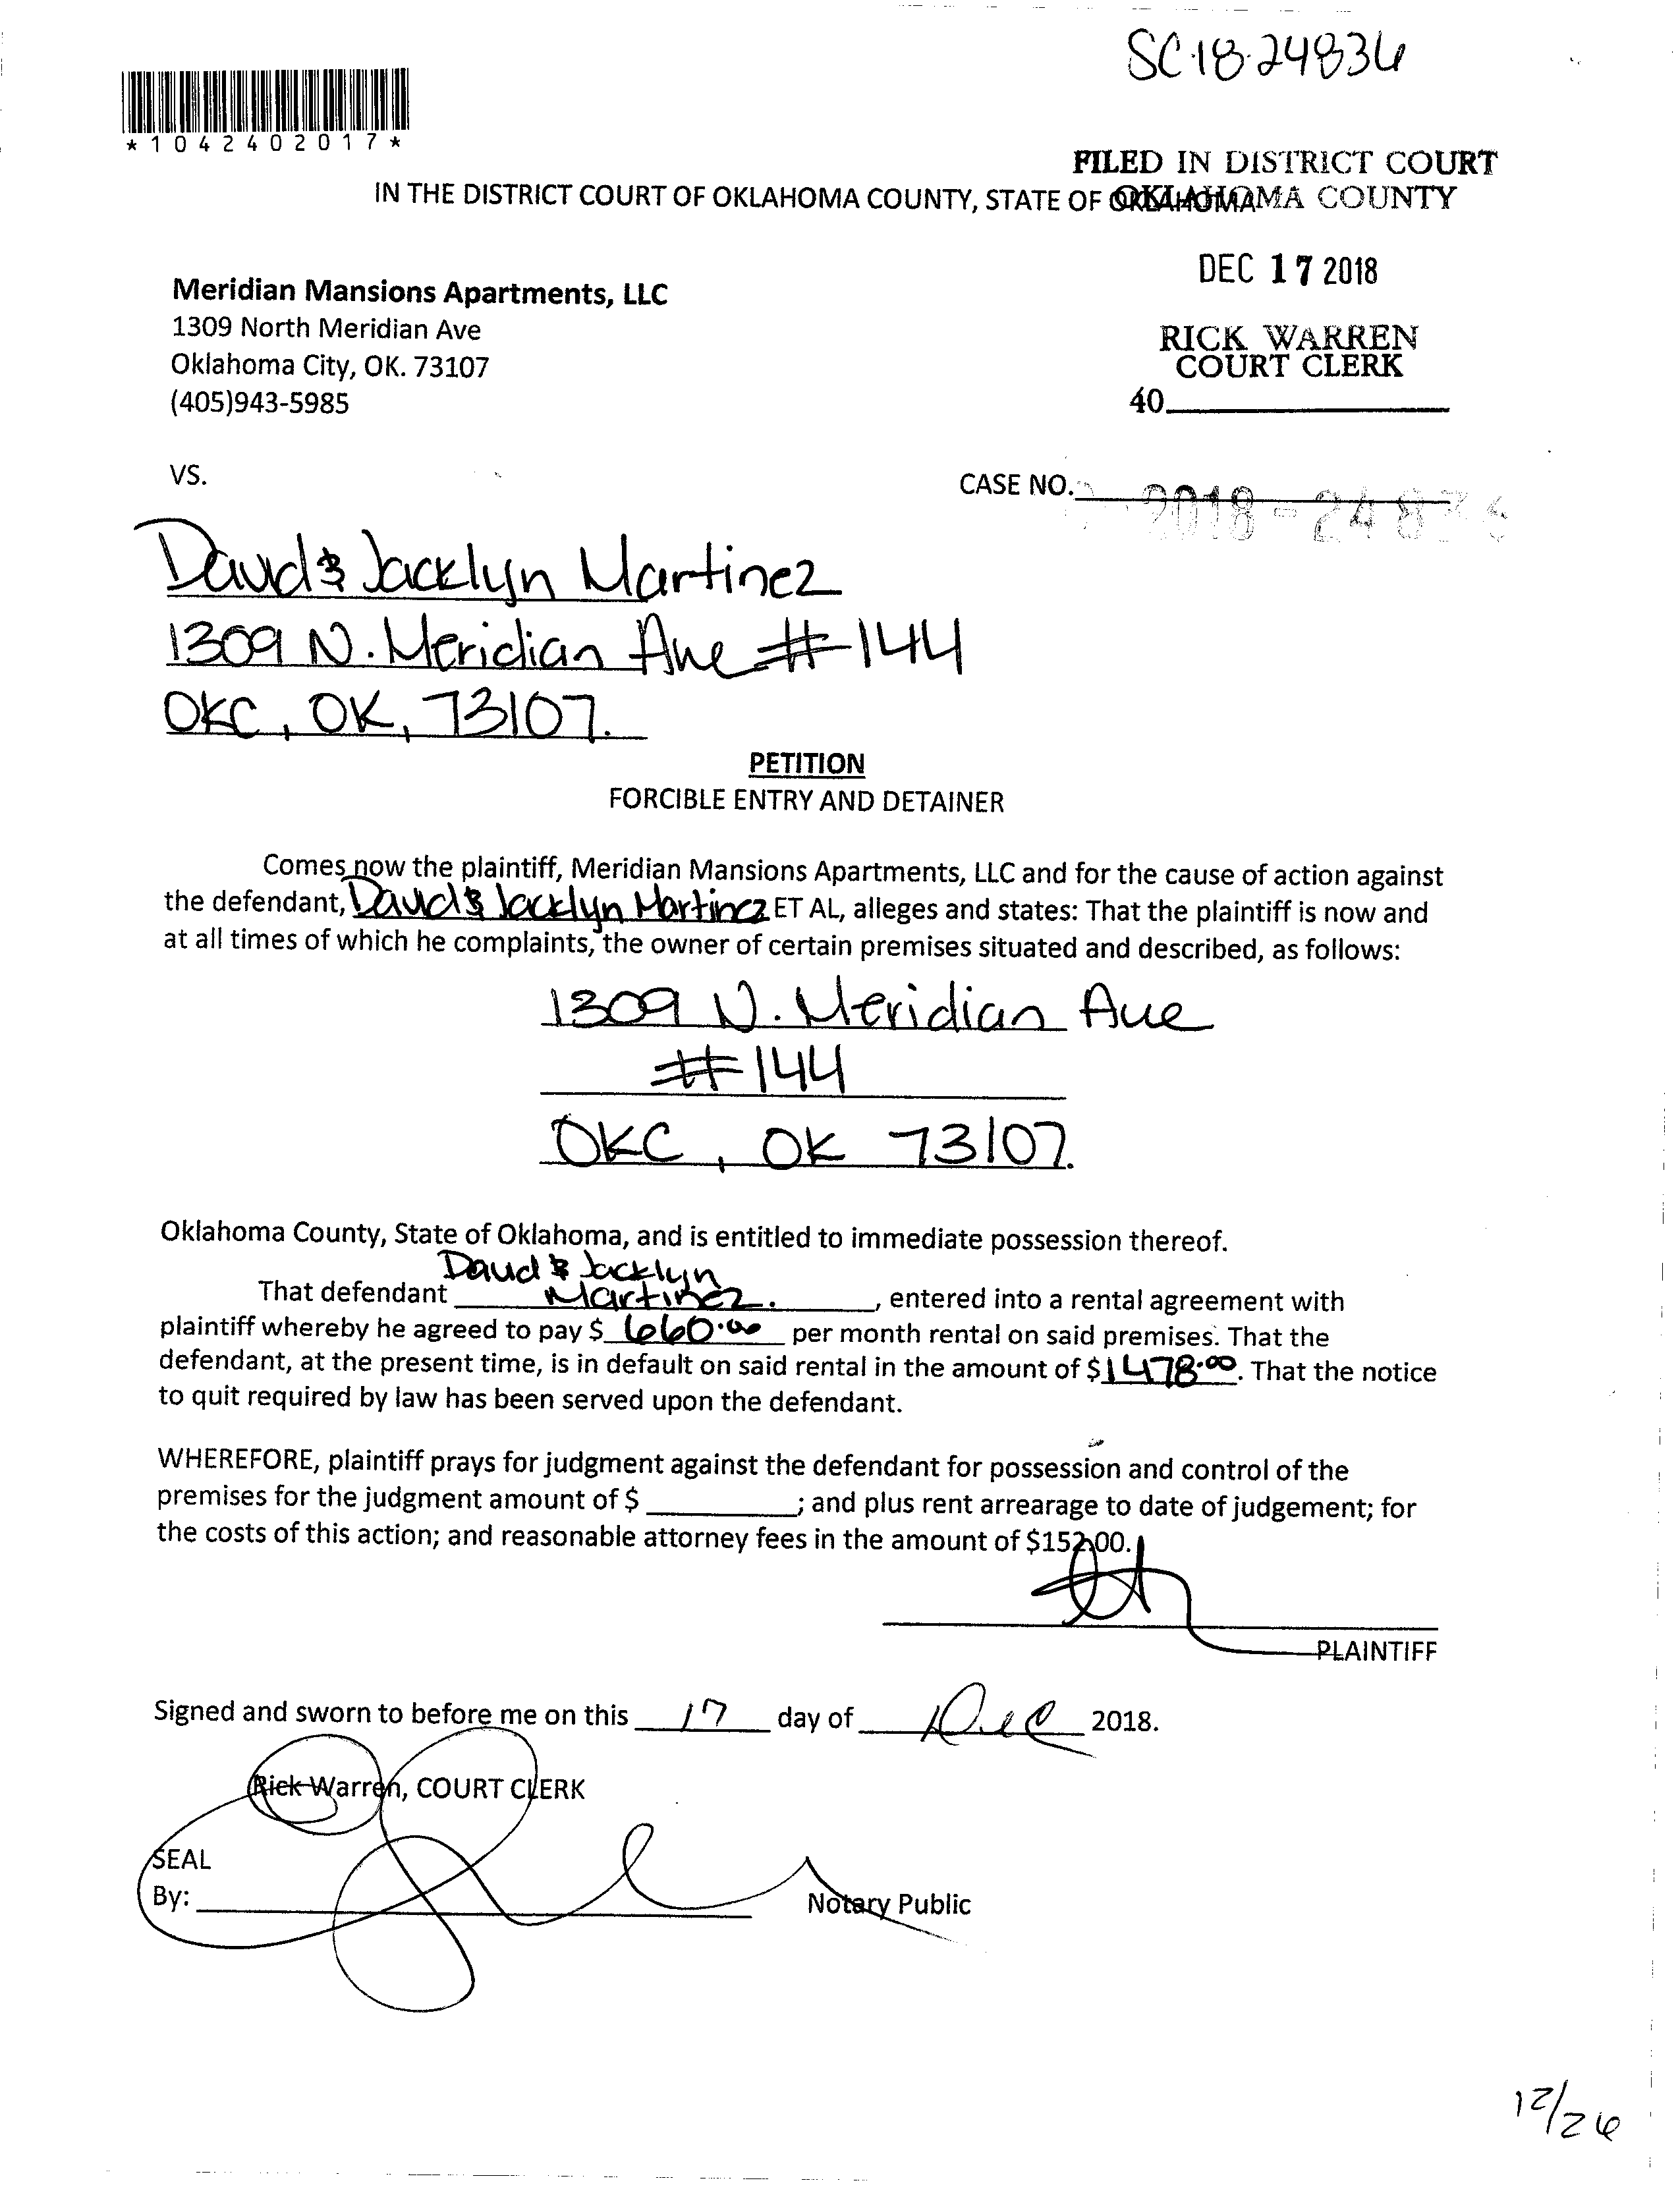 SC-18-24836
*1042402017*
FILED IN DISTRICT COURT
OKLAHOMA COUNTY
IN THE DISTRICT COURT OF OKLAHOMA COUNTY, STATE OF OKLAHOMA
DEC 17 2018
Meridian Mansions Apartments, LLC
1309 North Meridian Ave
Oklahoma City, OK. 73107
(405)943-5985
RICK WARREN
COURT CLERK
40
VS.
CASE NO. 2018-24836
David & Jacklyn Martinez
1309 N. Meridian Ave #144
OKC, OK, 73107.
PETITION
FORCIBLE ENTRY AND DETAINER
Comes now the plaintiff, Meridian Mansions Apartments, LLC and for the cause of action against
the defendant, David & Jacklyn Martinez ET AL, alleges and states: That the plaintiff is now and
at all times of which he complaints, the owner of certain premises situated and described, as follows:
1309 N. Meridian Ave
#144
OKC, OK 73107.
Oklahoma County, State of Oklahoma, and is entitled to immediate possession thereof.
David & Jacklyn
That defendant Martinez. , entered into a rental agreement with
plaintiff whereby he agreed to pay $ 660.00 per month rental on said premises. That the
defendant, at the present time, is in default on said rental in the amount of $1478.00. That the notice
to quit required by law has been served upon the defendant.
WHEREFORE, plaintiff prays for judgment against the defendant for possession and control of the
premises for the judgment amount of $ ; and plus rent arrearage to date of judgement; for
the costs of this action; and reasonable attorney fees in the amount of $152.00.
PLAINTIFF
Signed and sworn to before me on this 17 day of Dec 2018.
Rick Warren, COURT CLERK
SEAL
By: Notary Public
12/26